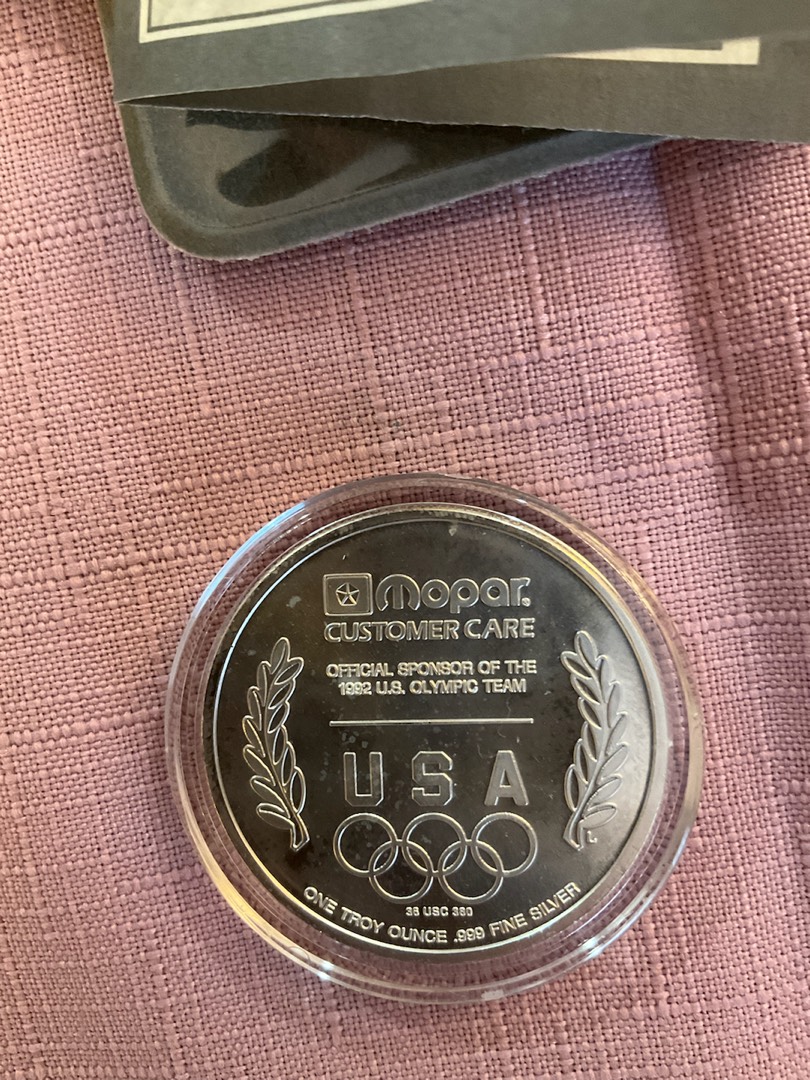 mopar
CUSTOMER CARE
OFFICIAL SPONSOR OF THE
1992 U.S. OLYMPIC TEAM
USA
36 USC 380
ONE TROY OUNCE .999 FINE SILVER